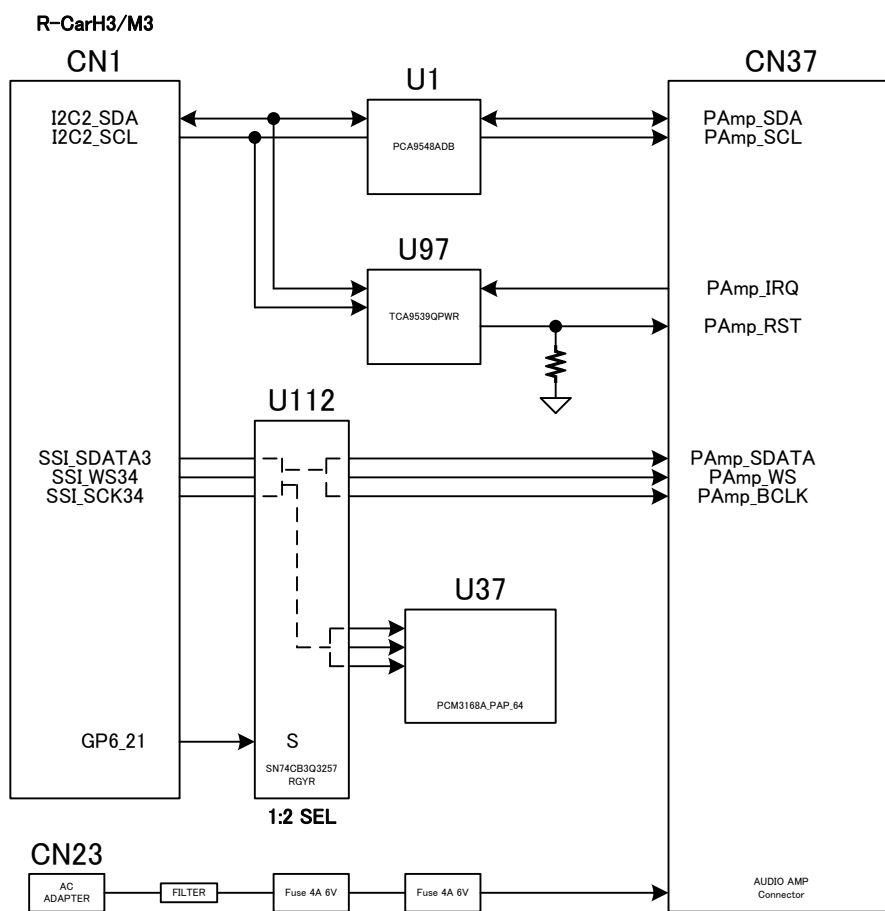 R-CarH3/M3
CN1
U1
CN37
I2C2_SDA
I2C2_SCL
PCA9548ADB
PAmp_SDA
PAmp_SCL
U97
TCA9539QPWR
PAmp_IRQ
PAmp_RST
U112
SSI_SDATA3
SSI_WS34
SSI_SCK34
PAmp_SDATA
PAmp_WS
PAmp_BCLK
U37
PCM3168A_PAP_64
GP6_21
S
SN74CB3Q3257
RGYR
1:2 SEL
CN23
AC
ADAPTER
FILTER
Fuse 4A 6V
Fuse 4A 6V
AUDIO AMP
Connector